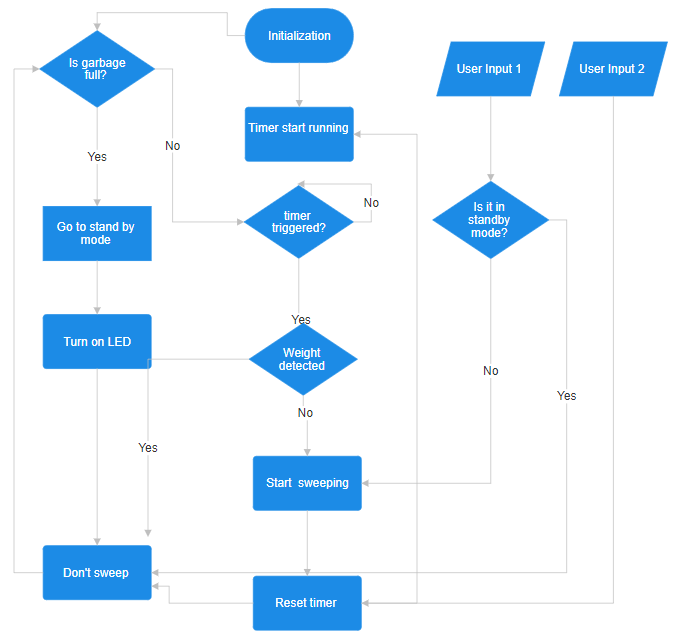 Initialization
Is garbage
full?
User Input 1
User Input 2
Timer start running
No
Yes
No
Is it in
standby
mode?
timer
triggered?
Go to stand by
mode
Yes
Turn on LED
Weight
detected
No
Yes
No
Yes
Start  sweeping
Don't sweep
Reset timer